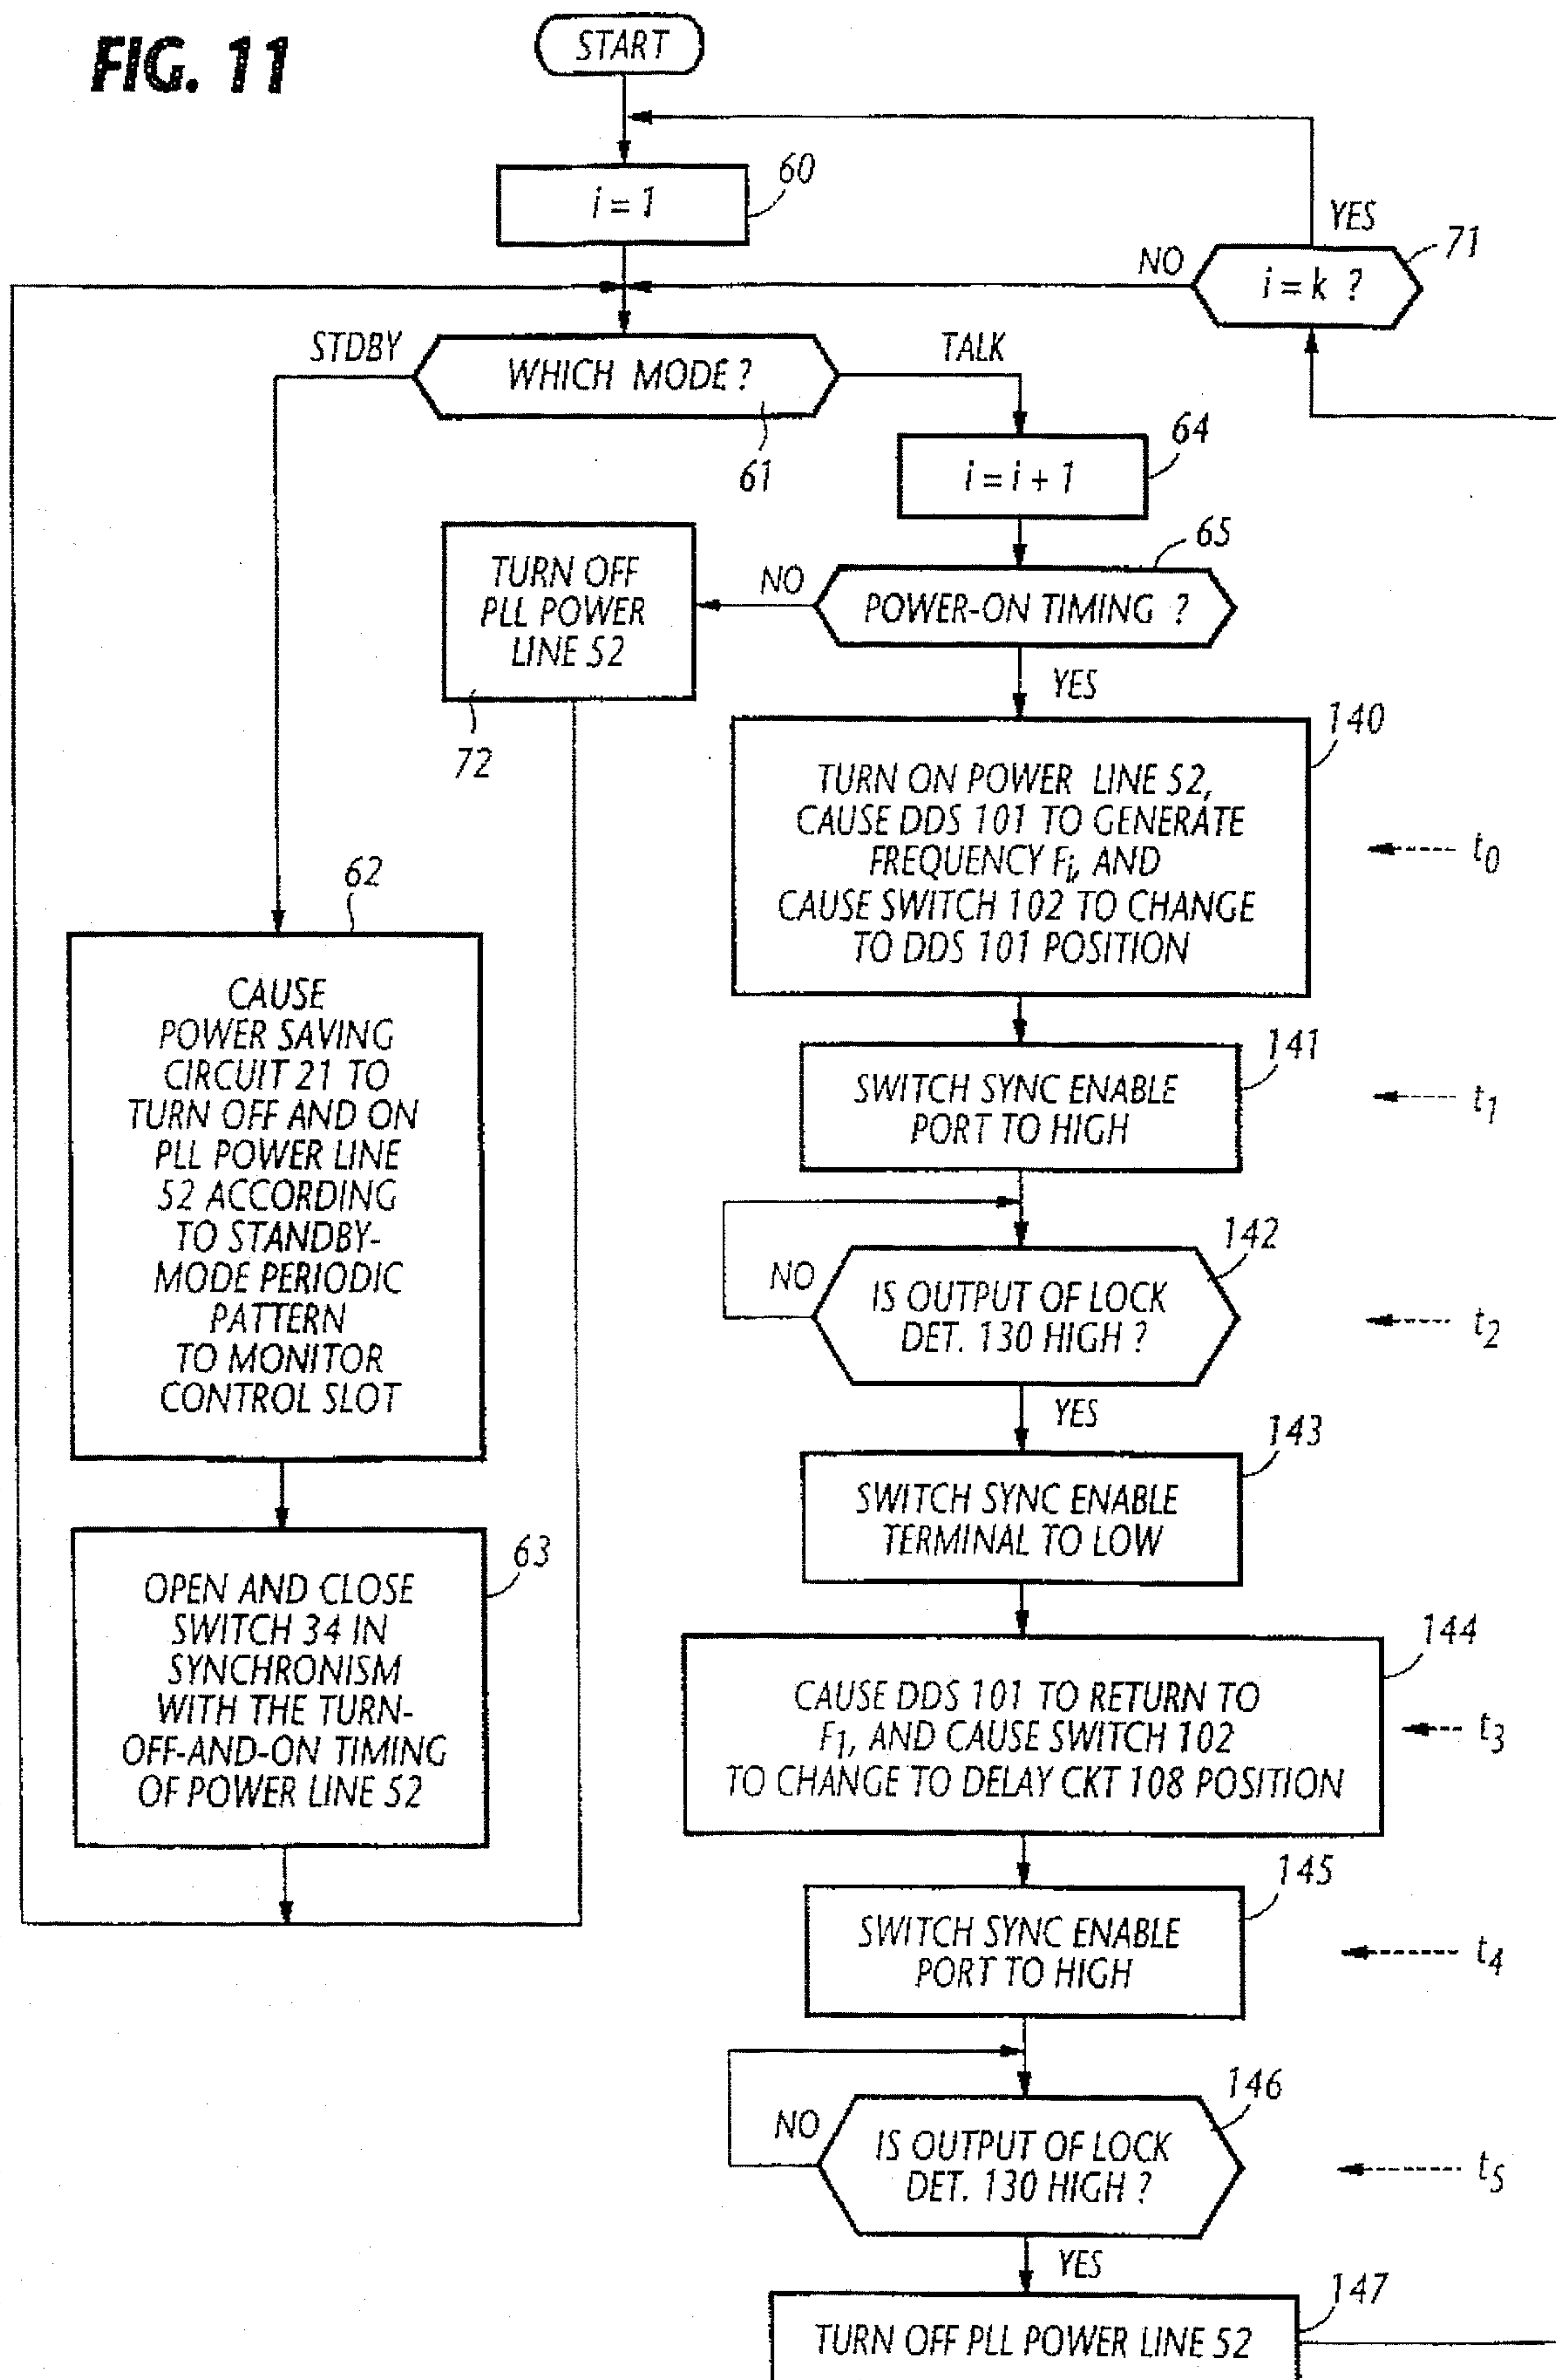 FIG. 11
START
60
i = 1
YES
71
NO
i = k ?
STDBY
TALK
WHICH MODE ?
61
64
i = i + 1
65
TURN OFF
PLL POWER
LINE 52
NO
POWER-ON TIMING ?
72
YES
140
TURN ON POWER LINE 52,
CAUSE DDS 101 TO GENERATE
FREQUENCY Fi, AND
CAUSE SWITCH 102 TO CHANGE
TO DDS 101 POSITION
t0
62
CAUSE
POWER SAVING
CIRCUIT 21 TO
TURN OFF AND ON
PLL POWER LINE
52 ACCORDING
TO STANDBY-
MODE PERIODIC
PATTERN
TO MONITOR
CONTROL SLOT
141
SWITCH SYNC ENABLE
PORT TO HIGH
t1
142
NO
IS OUTPUT OF LOCK
DET. 130 HIGH ?
t2
YES
143
SWITCH SYNC ENABLE
TERMINAL TO LOW
63
OPEN AND CLOSE
SWITCH 34 IN
SYNCHRONISM
WITH THE TURN-
OFF-AND-ON TIMING
OF POWER LINE 52
144
CAUSE DDS 101 TO RETURN TO
F1, AND CAUSE SWITCH 102
TO CHANGE TO DELAY CKT 108 POSITION
t3
145
SWITCH SYNC ENABLE
PORT TO HIGH
t4
146
NO
IS OUTPUT OF LOCK
DET. 130 HIGH ?
t5
YES
147
TURN OFF PLL POWER LINE 52